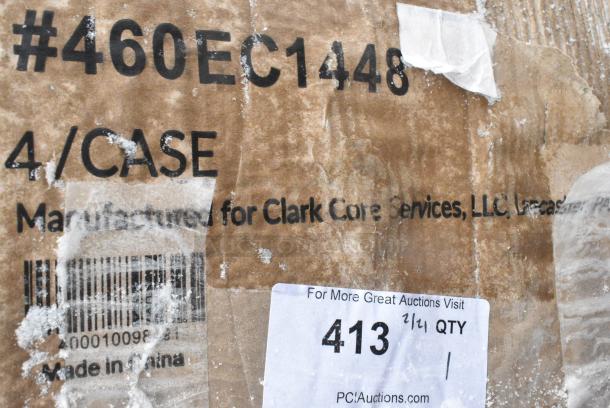 #460EC1448
4/CASE
Manufactured for Clark Core Services, LLC, Lancaster
Made in China
For More Great Auctions Visit
413 2/21 QTY
1
PCIAuctions.com